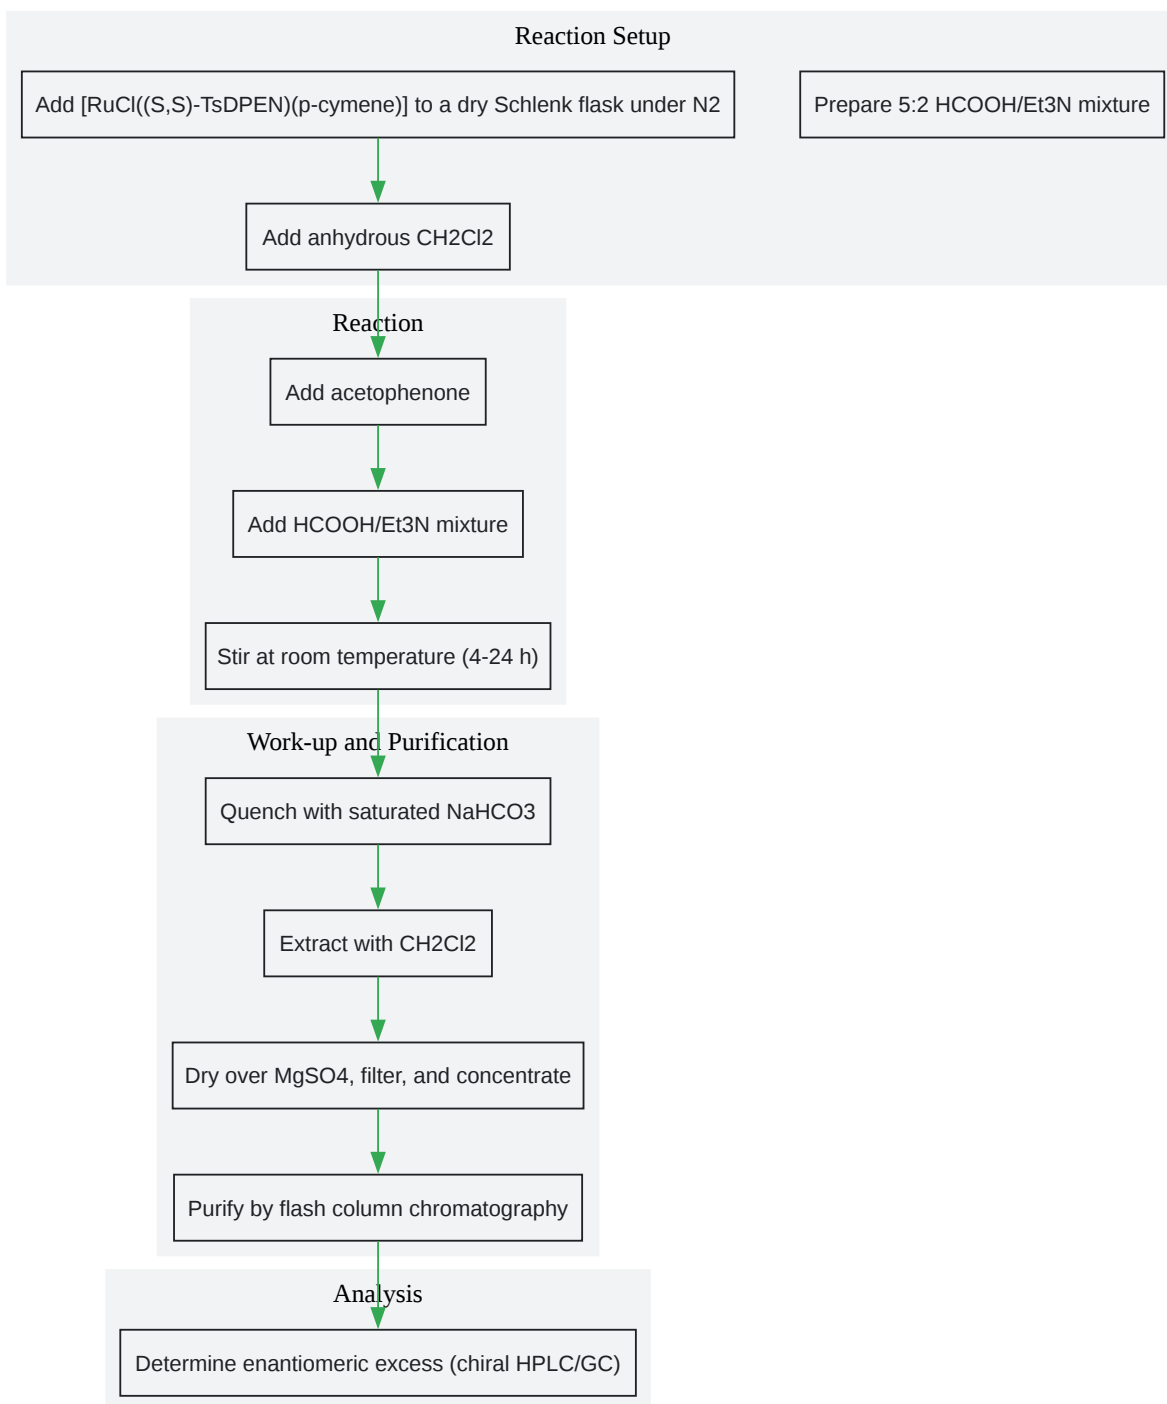 Reaction Setup
Add [RuCl((S,S)-TsDPEN)(p-cymene)] to a dry Schlenk flask under N2
Prepare 5:2 HCOOH/Et3N mixture
Add anhydrous CH2Cl2
Reaction
Add acetophenone
Add HCOOH/Et3N mixture
Stir at room temperature (4-24 h)
Work-up and Purification
Quench with saturated NaHCO3
Extract with CH2Cl2
Dry over MgSO4, filter, and concentrate
Purify by flash column chromatography
Analysis
Determine enantiomeric excess (chiral HPLC/GC)